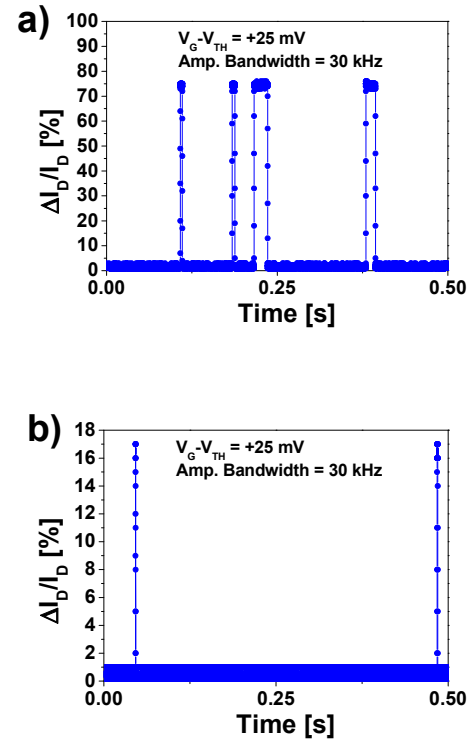 a)
V_G-V_TH = +25 mV
Amp. Bandwidth = 30 kHz
ΔI_D/I_D [%]
100
90
80
70
60
50
40
30
20
10
0
0.00 0.25 0.50
Time [s]
b)
V_G-V_TH = +25 mV
Amp. Bandwidth = 30 kHz
ΔI_D/I_D [%]
18
16
14
12
10
8
6
4
2
0
0.00 0.25 0.50
Time [s]